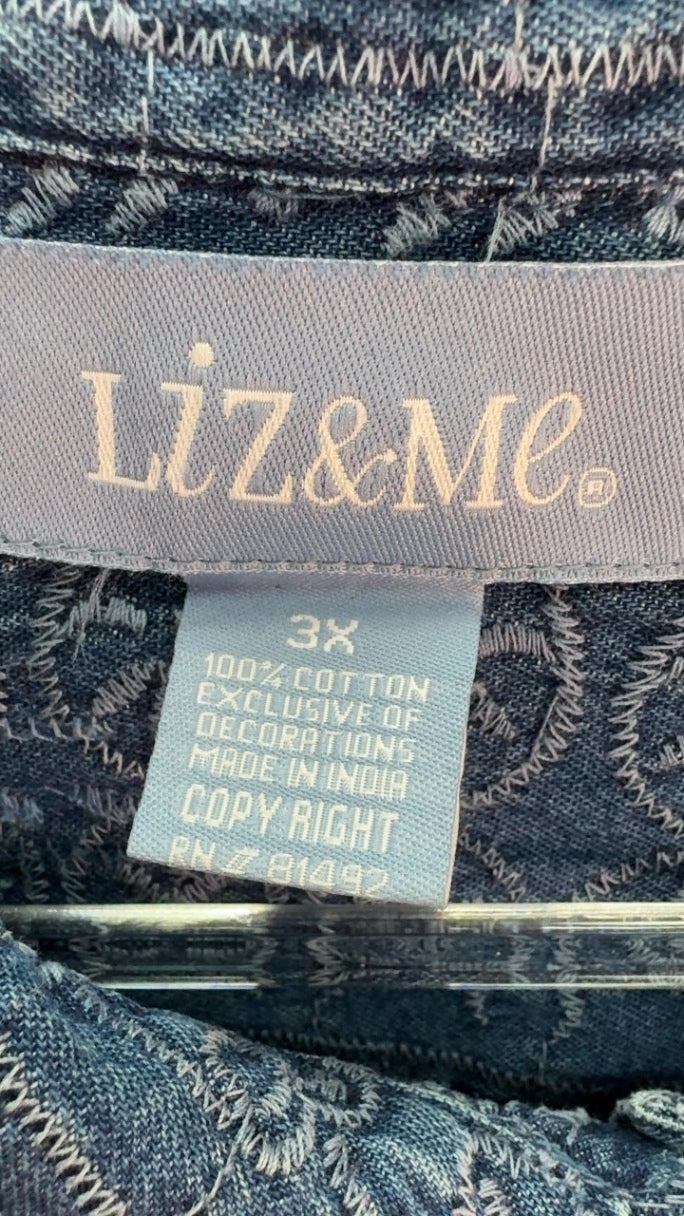 Liz&Me®
3X
100% COTTON
EXCLUSIVE OF
DECORATIONS
MADE IN INDIA
COPY RIGHT
RN # 81492